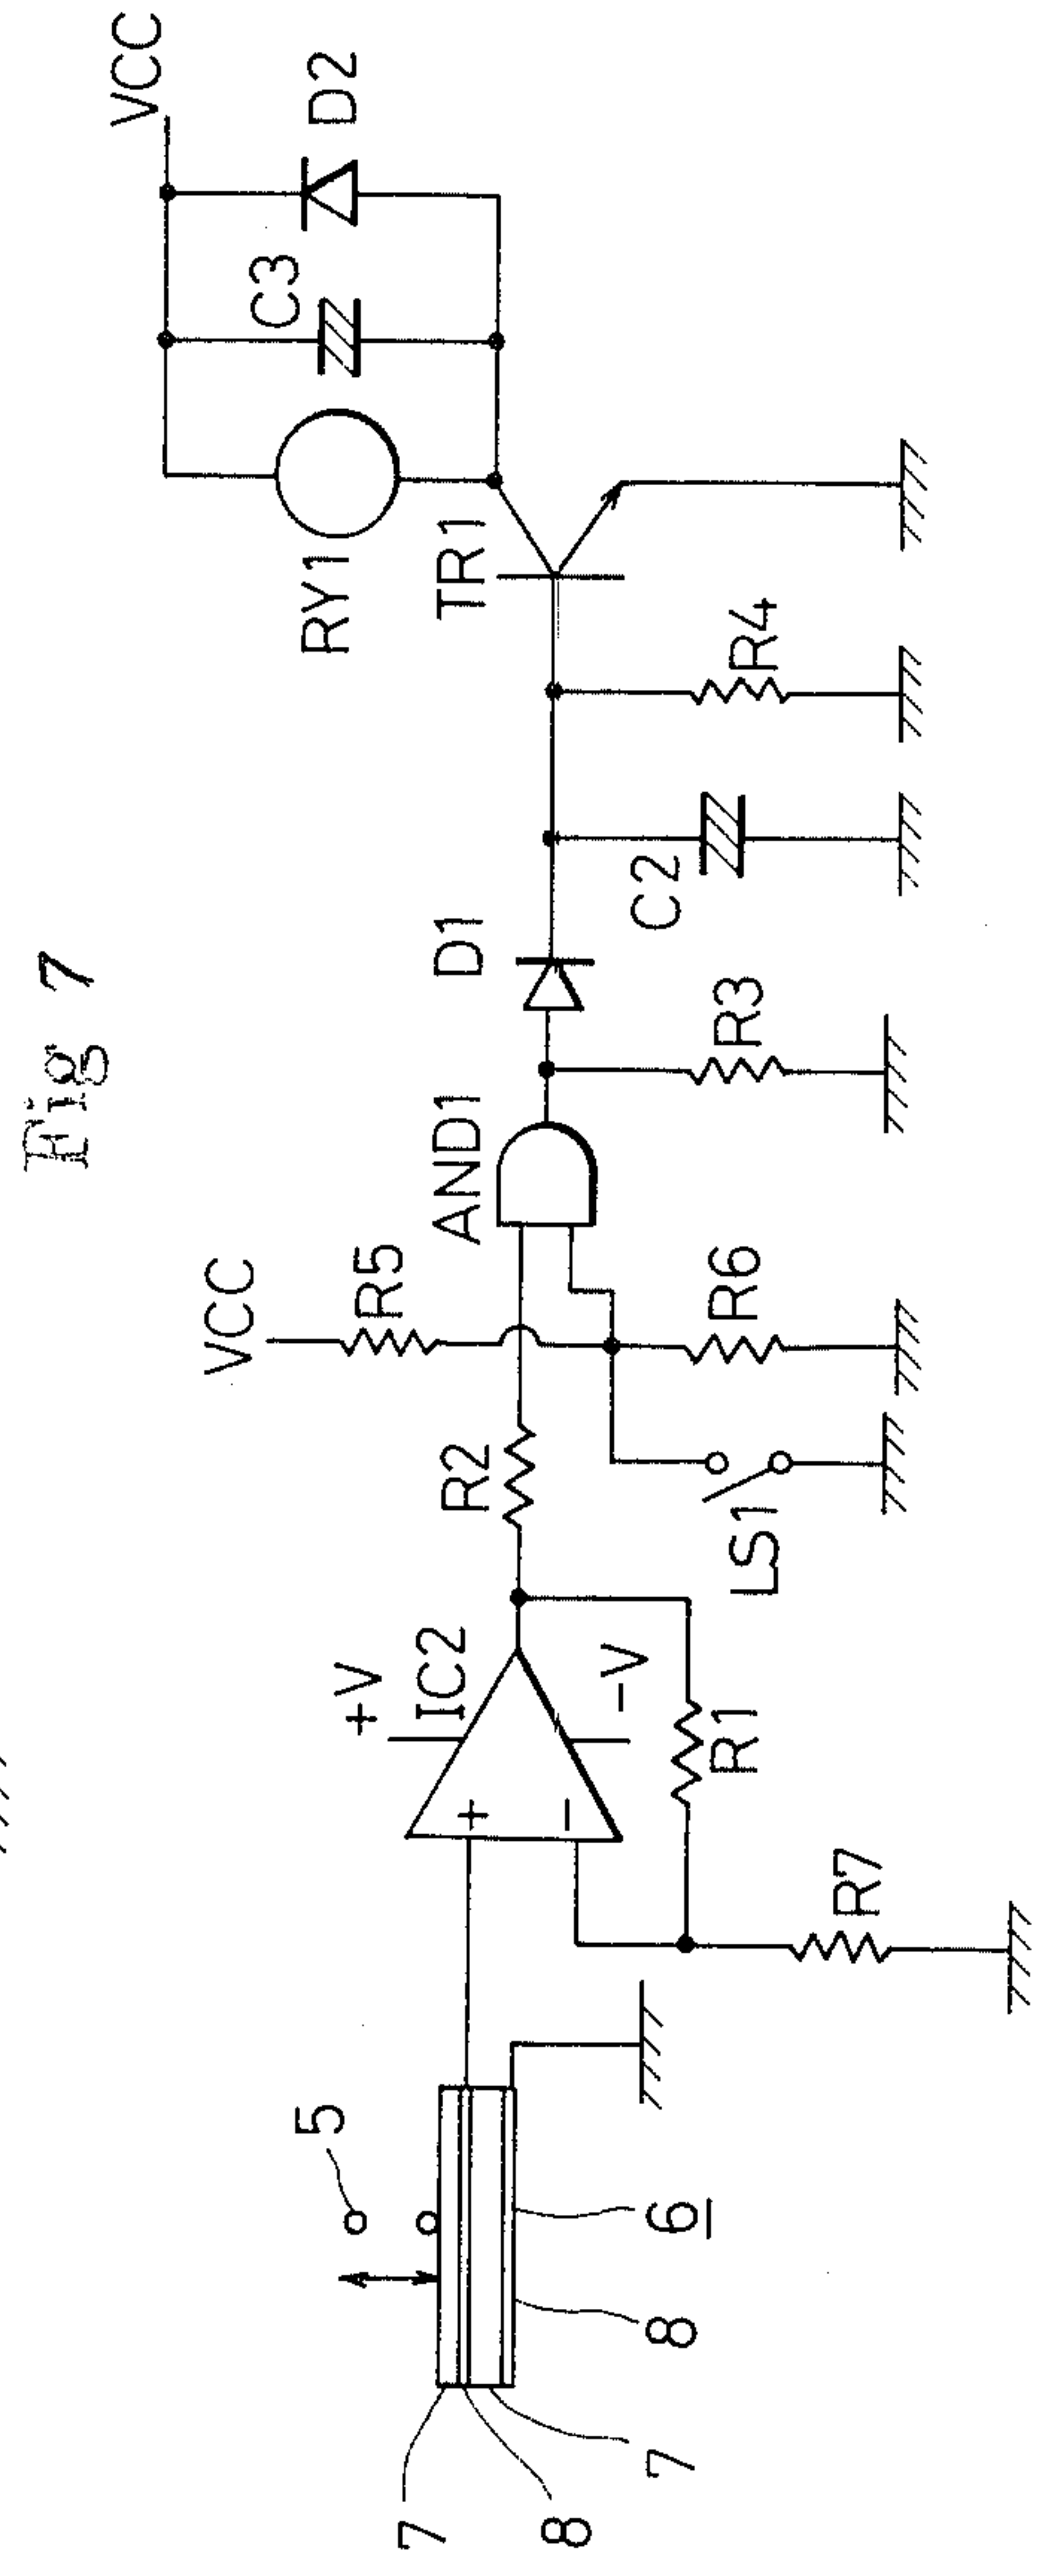 Fig 7
VCC
D2
C3
RY1
TR1
R4
C2
D1
R3
AND1
VCC
R5
R6
R2
LS1
+V
IC2
-V
+
−
R1
R7
5
6
8
7
8
7